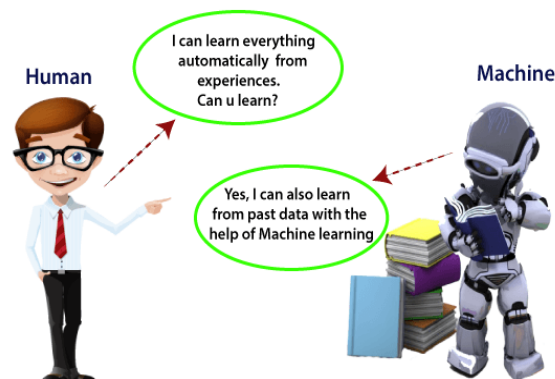 Human
I can learn everything
automatically from
experiences.
Can u learn?
Machine
Yes, I can also learn
from past data with the
help of Machine learning